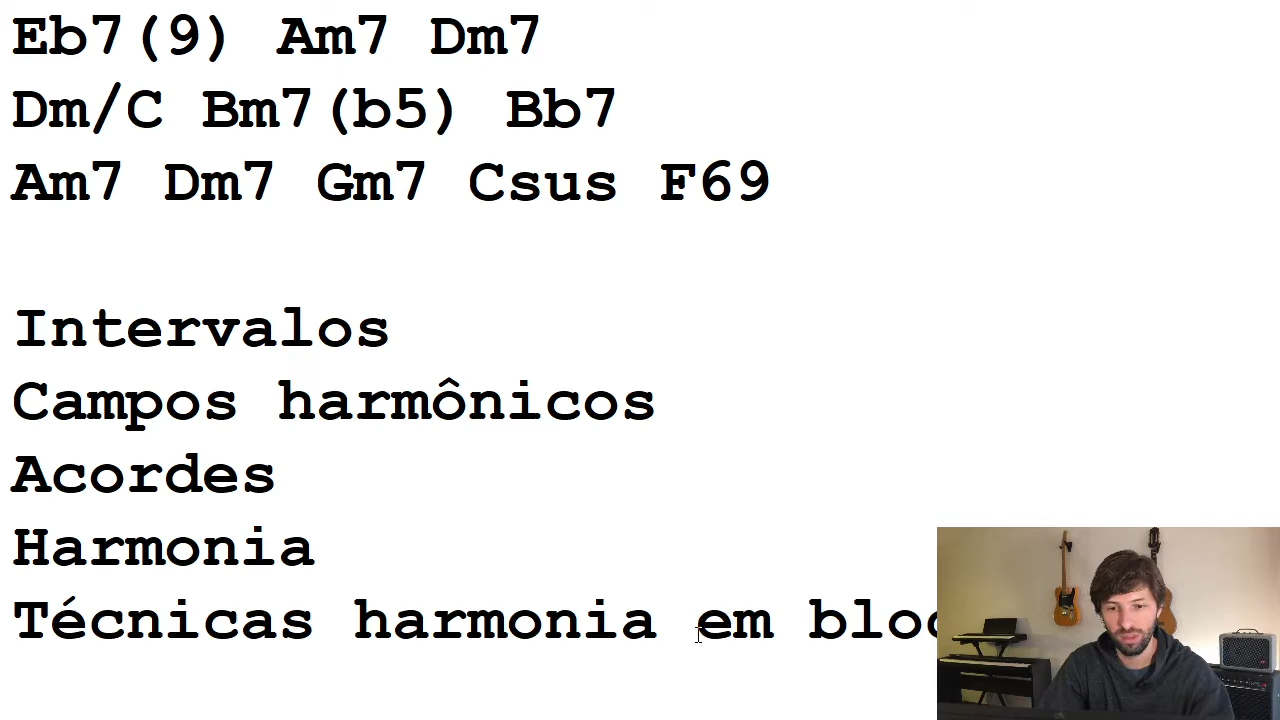 Eb7(9) Am7 Dm7
Dm/C Bm7(b5) Bb7
Am7 Dm7 Gm7 Csus F69
Intervalos
Campos harmônicos
Acordes
Harmonia
Técnicas harmonia em